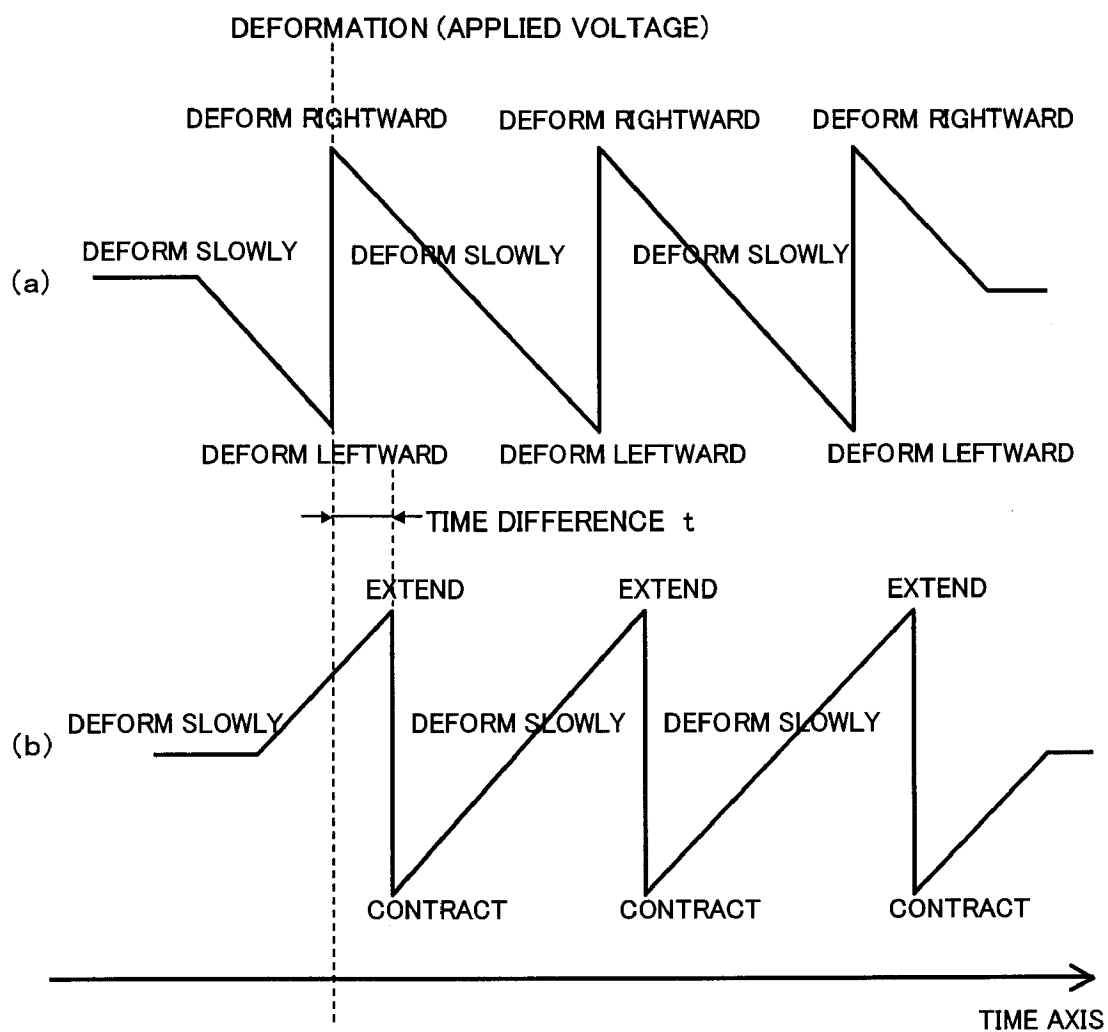 DEFORMATION (APPLIED VOLTAGE)
DEFORM RIGHTWARD DEFORM RIGHTWARD DEFORM RIGHTWARD
DEFORM SLOWLY DEFORM SLOWLY DEFORM SLOWLY
(a)
DEFORM LEFTWARD DEFORM LEFTWARD DEFORM LEFTWARD
TIME DIFFERENCE t
EXTEND EXTEND EXTEND
DEFORM SLOWLY DEFORM SLOWLY DEFORM SLOWLY
(b)
CONTRACT CONTRACT CONTRACT
TIME AXIS